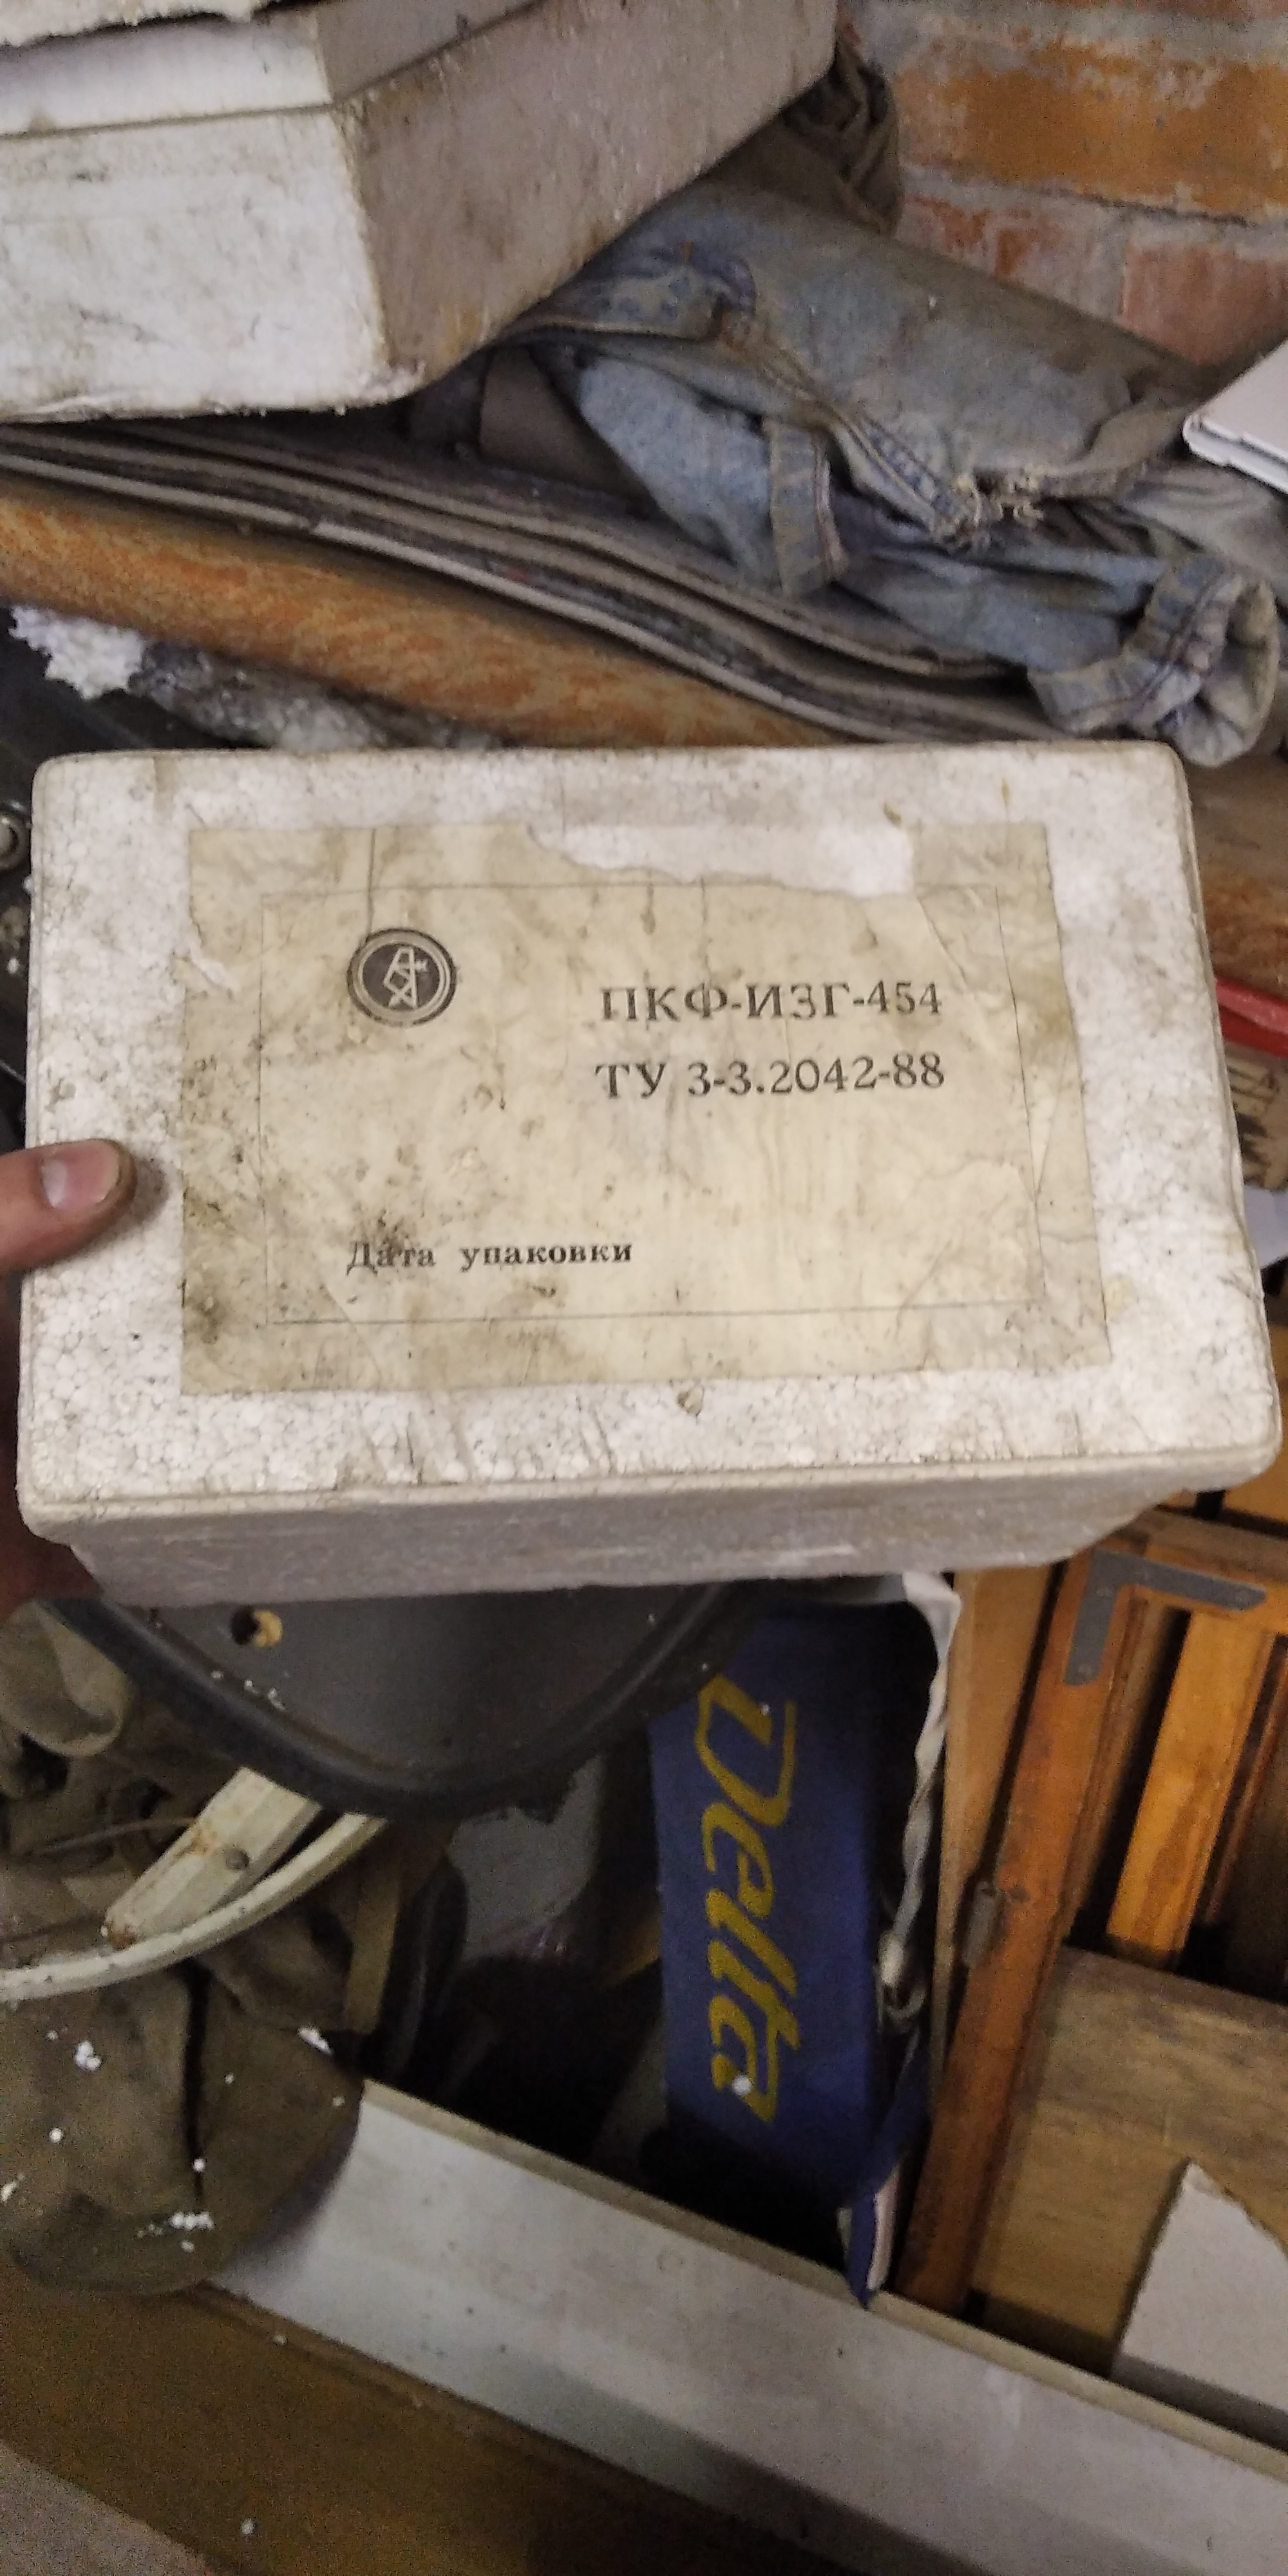 ПКФ-ИЗГ-454
ТУ 3-3.2042-88
Дата упаковки
Delta